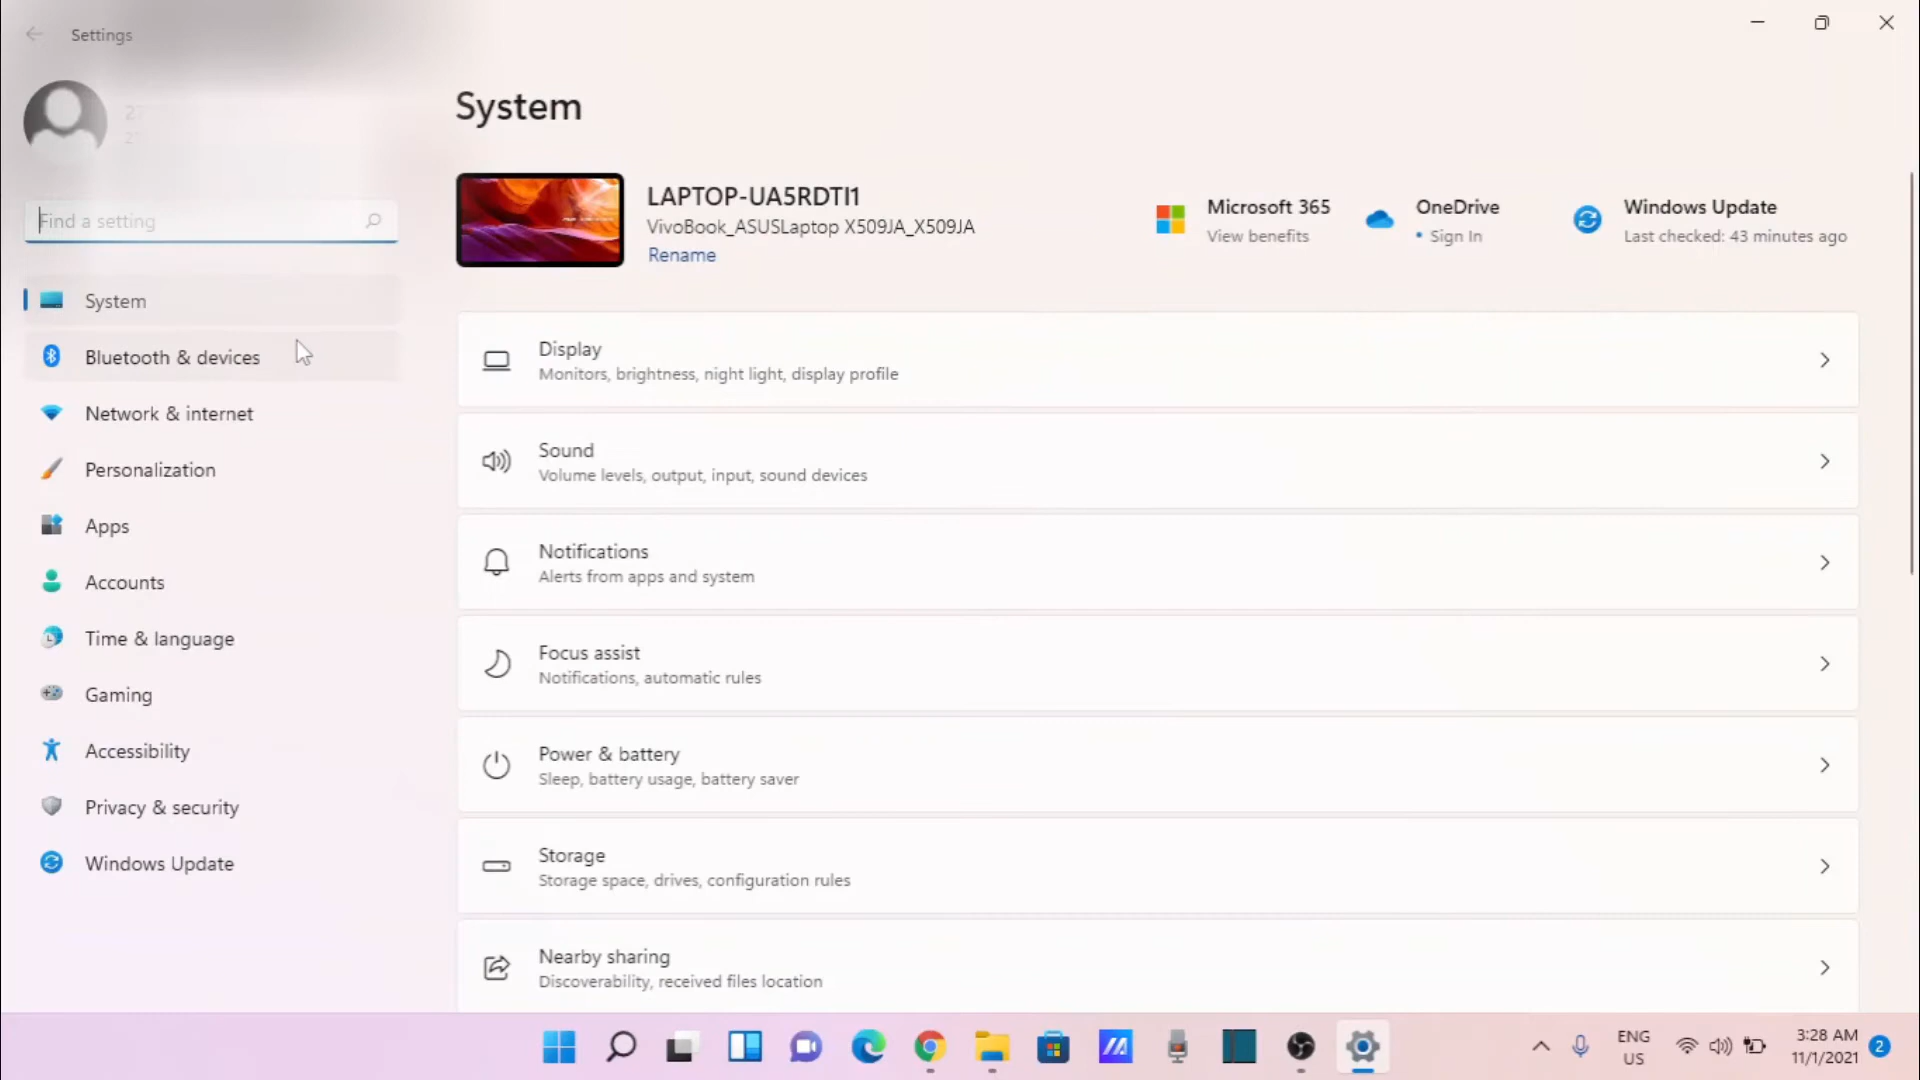 Settings
Find a setting
System
Bluetooth & devices
Network & internet
Personalization
Apps
Accounts
Time & language
Gaming
Accessibility
Privacy & security
Windows Update
System
LAPTOP-UA5RDTI1
VivoBook_ASUSLaptop X509JA_X509JA
Rename
Microsoft 365
View benefits
OneDrive
• Sign In
Windows Update
Last checked: 43 minutes ago
Display
Monitors, brightness, night light, display profile
Sound
Volume levels, output, input, sound devices
Notifications
Alerts from apps and system
Focus assist
Notifications, automatic rules
Power & battery
Sleep, battery usage, battery saver
Storage
Storage space, drives, configuration rules
Nearby sharing
Discoverability, received files location
ENG
US
3:28 AM
11/1/2021
2